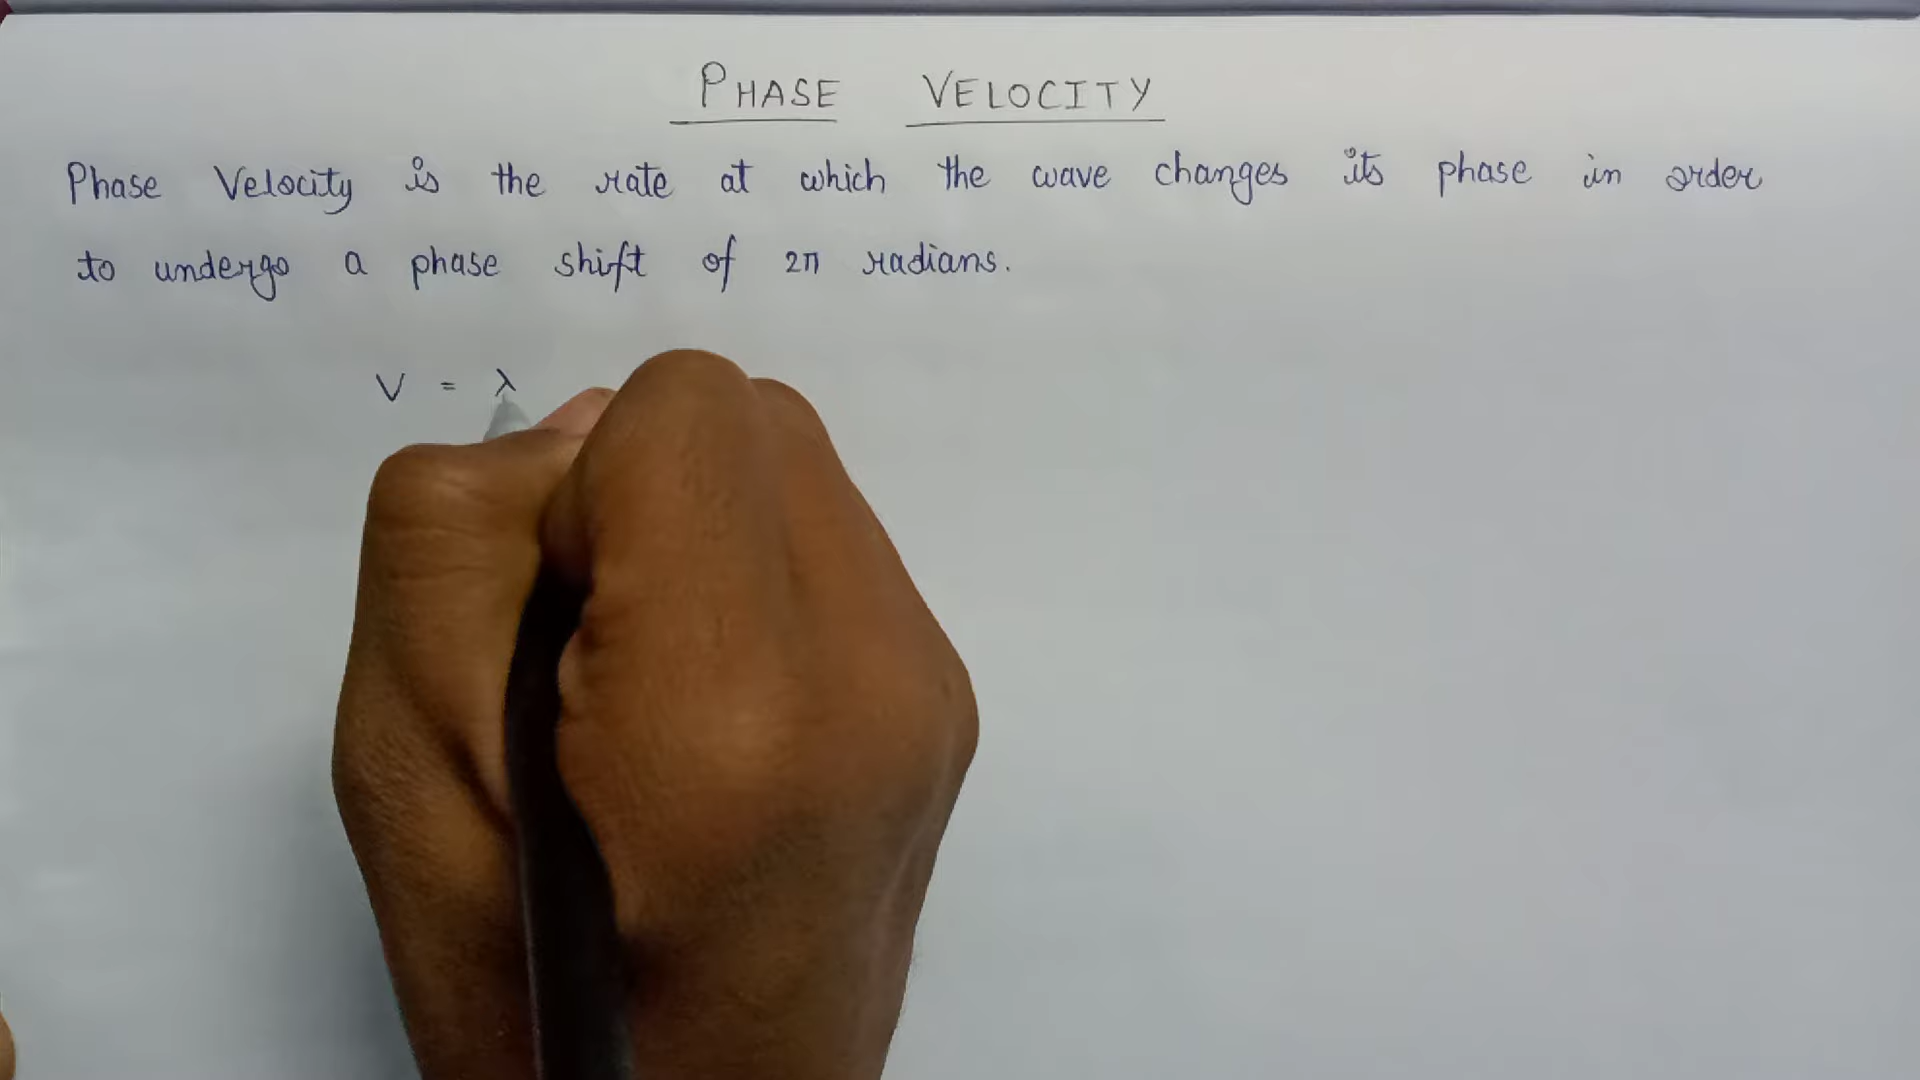 PHASE VELOCITY
Phase Velocity is the rate at which the wave changes its phase in order
to undergo a phase shift of 2π radians.
V = λ